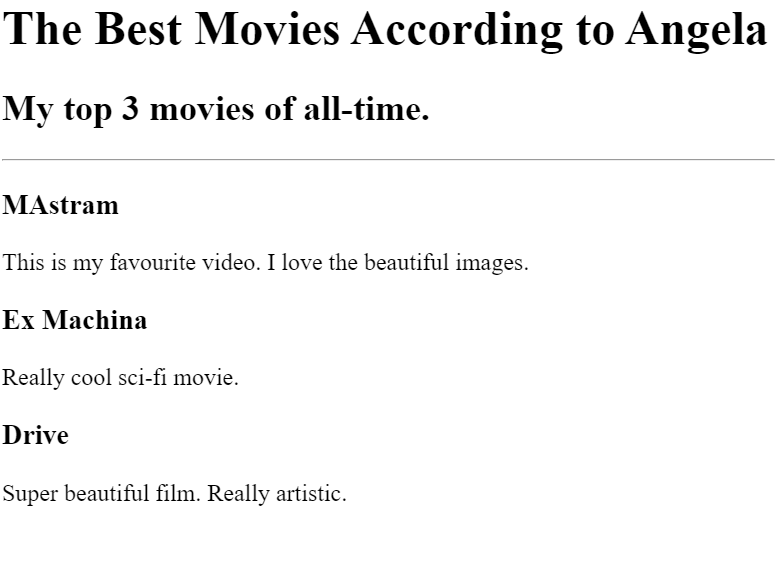 The Best Movies According to Angela
My top 3 movies of all-time.
MAstram
This is my favourite video. I love the beautiful images.
Ex Machina
Really cool sci-fi movie.
Drive
Super beautiful film. Really artistic.